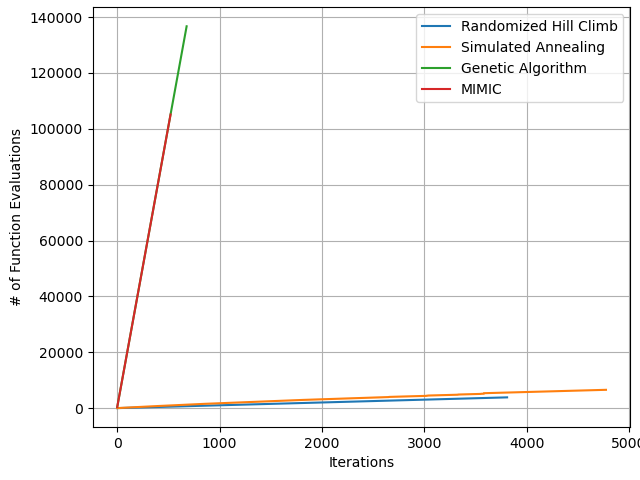 140000
120000
100000
80000
60000
40000
20000
0
# of Function Evaluations
Randomized Hill Climb
Simulated Annealing
Genetic Algorithm
MIMIC
0 1000 2000 3000 4000 500
Iterations